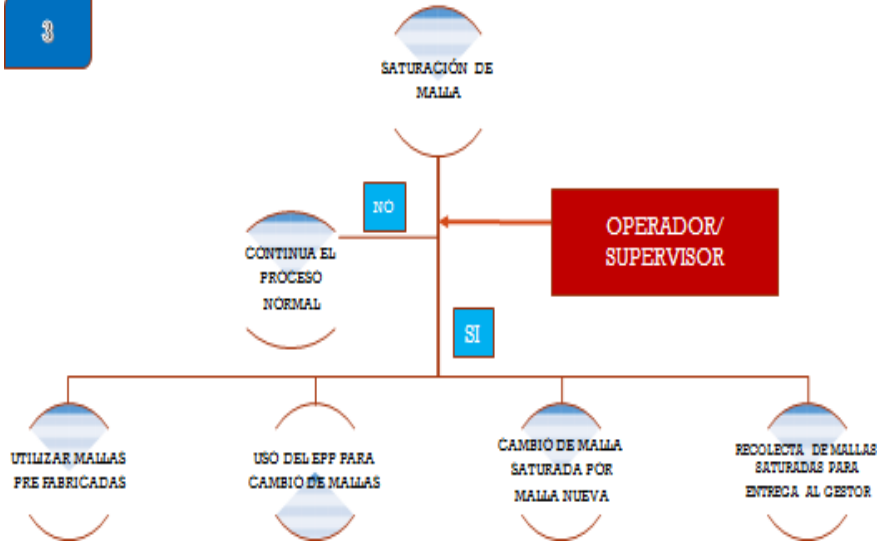 3
SATURACIÓN DE
MALLA
NO
OPERADOR/
SUPERVISOR
CONTINUA EL
PROCESO
NORMAL
SI
UTILIZAR MALLAS
PRE FABRICADAS
USO DEL EPP PARA
CAMBIO DE MALLAS
CAMBIO DE MALLA
SATURADA POR
MALLA NUEVA
RECOLECTA DE MALLAS
SATURADAS PARA
ENTREGA AL GESTOR